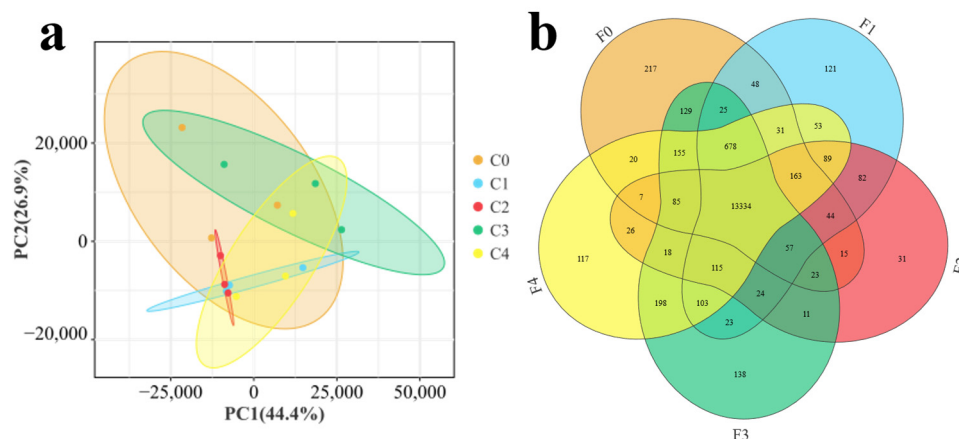 a
PC2(26.9%)
20,000
0
−20,000
−25,000
0
25,000
50,000
PC1(44.4%)
C0
C1
C2
C3
C4
b
F0
F1
F2
F3
F4
217
48
121
129
25
31
53
20
155
678
89
7
163
82
85
13334
44
26
57
117
18
15
31
115
23
198
103
24
11
23
138